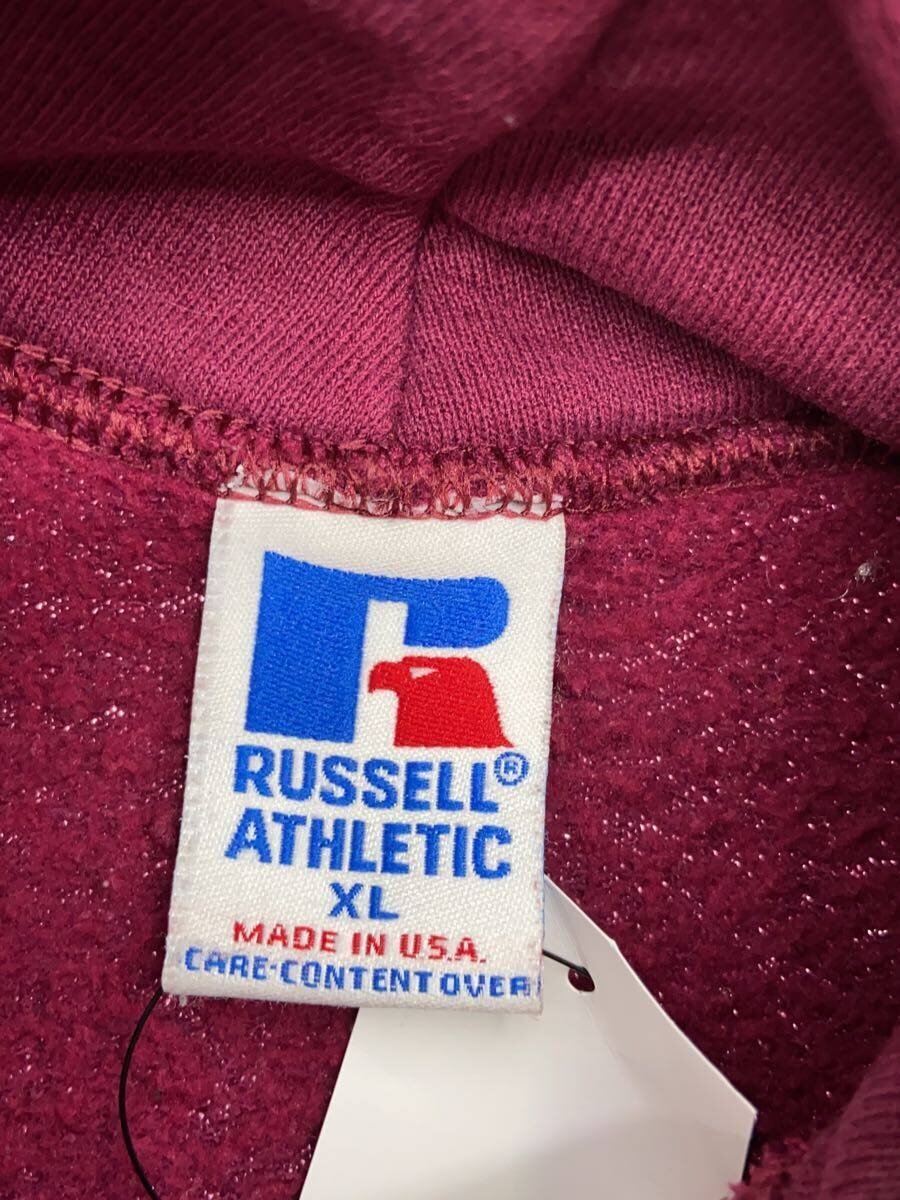 RUSSELL®
ATHLETIC
XL
MADE IN U.S.A.
CARE-CONTENT OVER